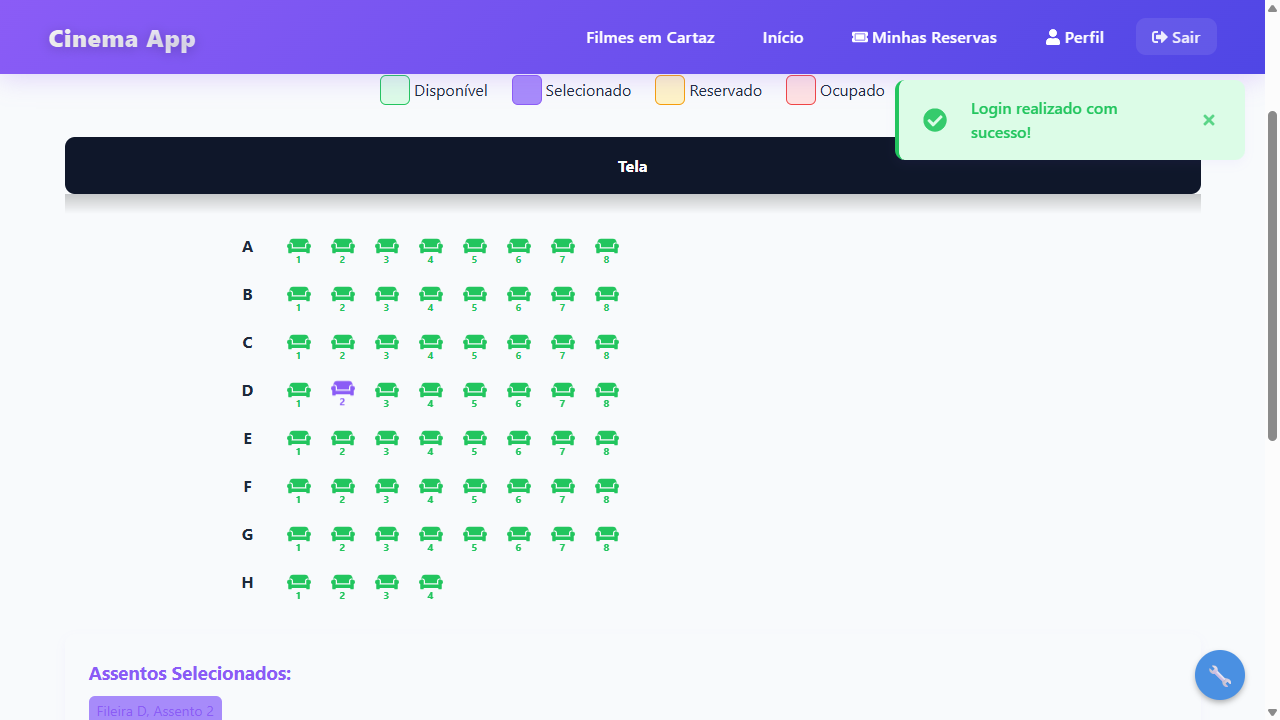 Cinema App
Filmes em Cartaz Início Minhas Reservas Perfil Sair
Disponível Selecionado Reservado Ocupado
Login realizado com
sucesso!
Tela
A 1 2 3 4 5 6 7 8
B 1 2 3 4 5 6 7 8
C 1 2 3 4 5 6 7 8
D 1 2 3 4 5 6 7 8
E 1 2 3 4 5 6 7 8
F 1 2 3 4 5 6 7 8
G 1 2 3 4 5 6 7 8
H 1 2 3 4
Assentos Selecionados:
Fileira D, Assento 2